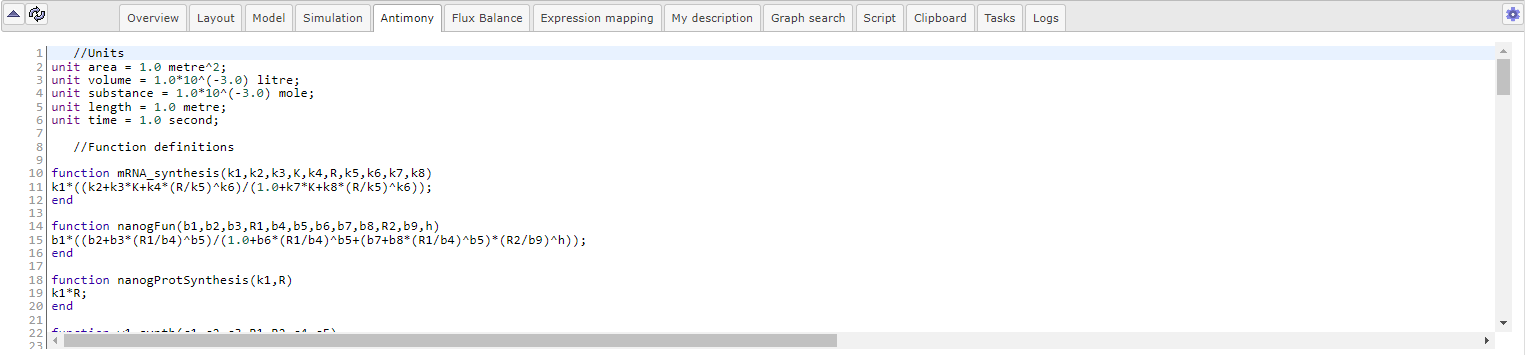 Overview Layout Model Simulation Antimony Flux Balance Expression mapping My description Graph search Script Clipboard Tasks Logs
1 //Units
2 unit area = 1.0 metre^2;
3 unit volume = 1.0*10^(-3.0) litre;
4 unit substance = 1.0*10^(-3.0) mole;
5 unit length = 1.0 metre;
6 unit time = 1.0 second;
7
8 //Function definitions
9
10 function mRNA_synthesis(k1,k2,k3,K,k4,R,k5,k6,k7,k8)
11 k1*((k2+k3*K+k4*(R/k5)^k6)/(1.0+k7*K+k8*(R/k5)^k6));
12 end
13
14 function nanogFun(b1,b2,b3,R1,b4,b5,b6,b7,b8,R2,b9,h)
15 b1*((b2+b3*(R1/b4)^b5)/(1.0+b6*(R1/b4)^b5+(b7+b8*(R1/b4)^b5)*(R2/b9)^h));
16 end
17
18 function nanogProtSynthesis(k1,R)
19 k1*R;
20 end
21
22 function
23